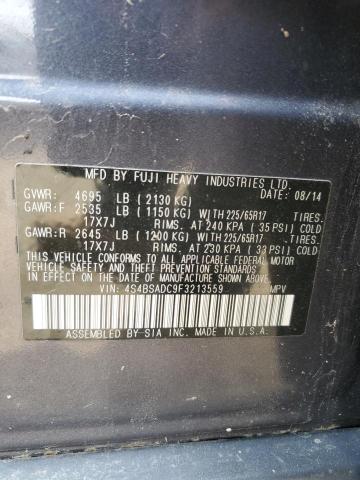 MFD BY FUJI HEAVY INDUSTRIES LTD.
DATE: 08/14
GVWR: 4695 LB (2130 KG)
GAWR:F 2535 LB (1150 KG) WITH 225/65R17 TIRES.
17X7J RIMS. AT 240 KPA (35 PSI) COLD.
GAWR:R 2645 LB (1200 KG) WITH 225/65R17 TIRES.
17X7J RIMS. AT 230 KPA (33 PSI) COLD.
THIS VEHICLE CONFORMS TO ALL APPLICABLE FEDERAL MOTOR
VEHICLE SAFETY, BUMPER, AND THEFT PREVENTION STANDARDS
IN EFFECT ON THE DATE OF MANUFACTURE SHOWN ABOVE.
VIN: 4S4BSADC9F3213559 MPV
ASSEMBLED BY SIA INC. MADE IN U.S.A.